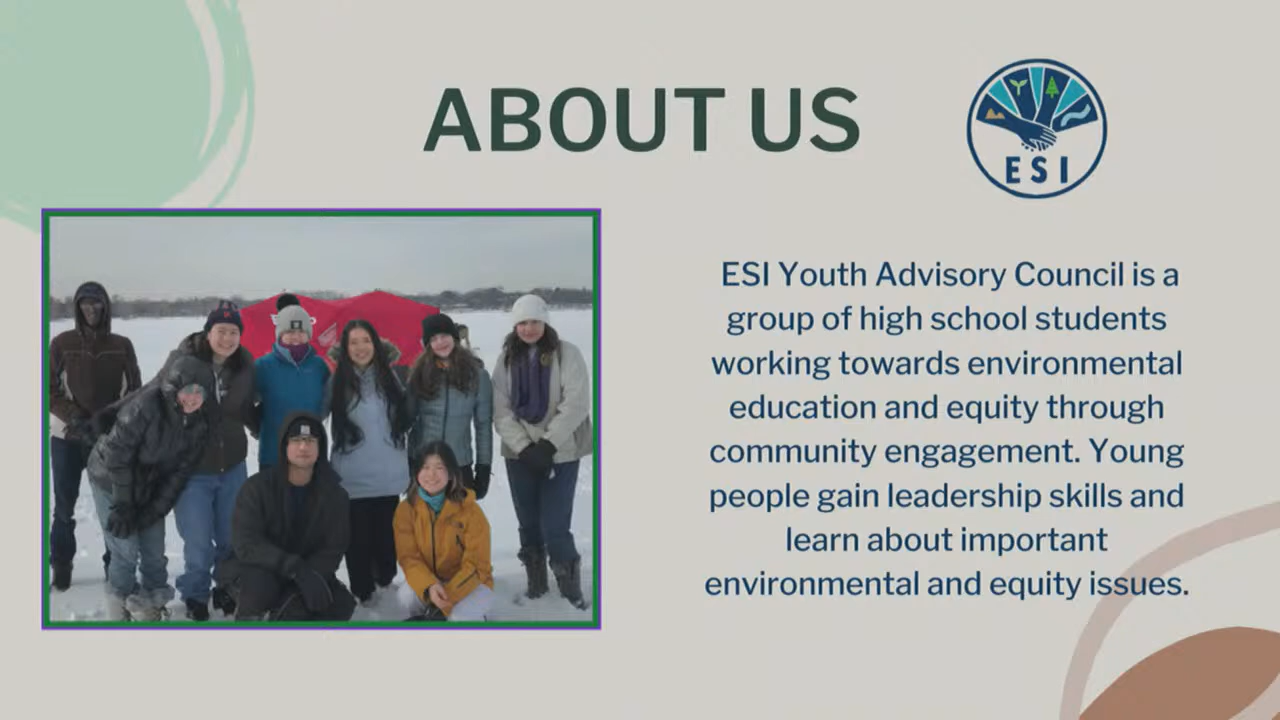 ABOUT US
ESI
ESI Youth Advisory Council is a
group of high school students
working towards environmental
education and equity through
community engagement. Young
people gain leadership skills and
learn about important
environmental and equity issues.